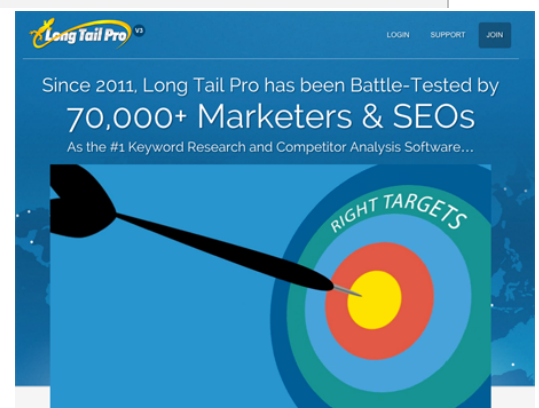 Long Tail Pro V3
LOGIN SUPPORT JOIN
Since 2011, Long Tail Pro has been Battle-Tested by
70,000+ Marketers & SEOs
As the #1 Keyword Research and Competitor Analysis Software...
RIGHT TARGETS